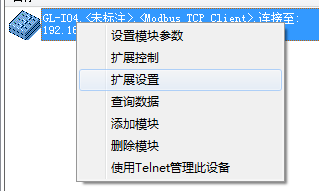 GL-IO4.<未标注>.<Modbus TCP Client>.连接至:
192.16
设置模块参数
扩展控制
扩展设置
查询数据
添加模块
删除模块
使用Telnet管理此设备